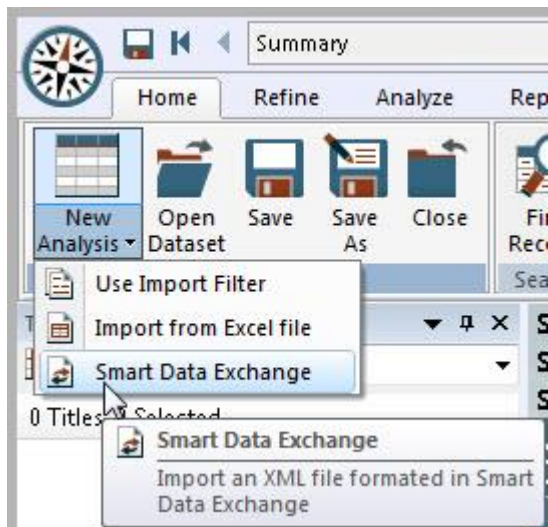 Summary
Home Refine Analyze Rep
New Analysis
Open Dataset
Save
Save As
Close
Use Import Filter
Import from Excel file
Smart Data Exchange
0 Titles Selected
Smart Data Exchange
Import an XML file formated in Smart
Data Exchange